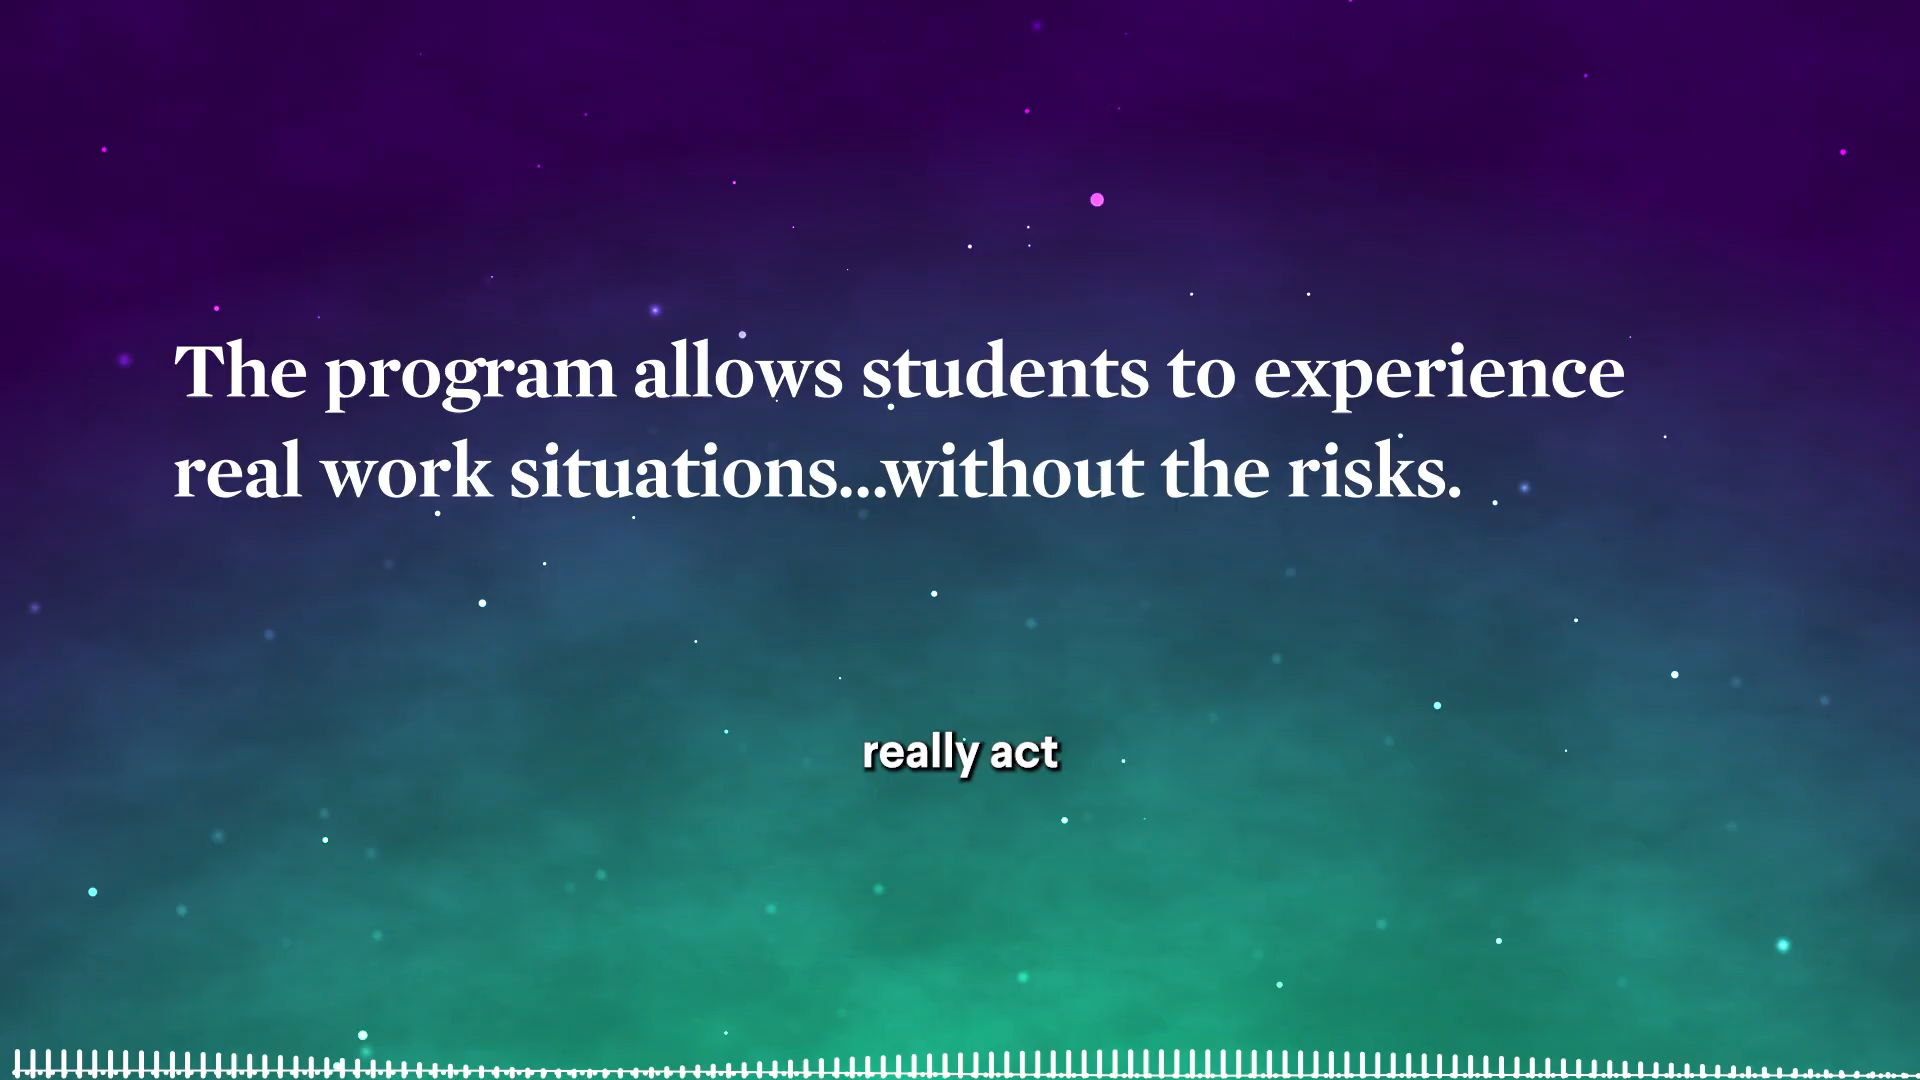 The program allows students to experience
real work situations...without the risks.
really act